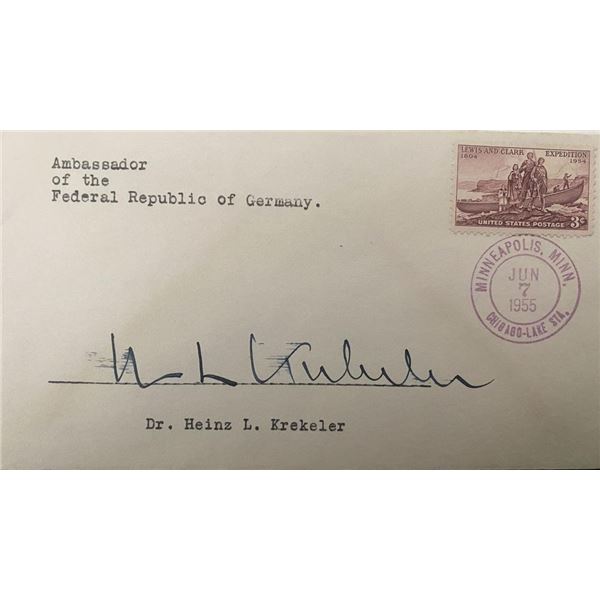 Ambassador
of the
Federal Republic of Germany.
LEWIS AND CLARK EXPEDITION
1804 1954
UNITED STATES POSTAGE 3¢
MINNEAPOLIS, MINN.
JUN
7
1955
CHICAGO-LAKE STA.
H L Krekeler
Dr. Heinz L. Krekeler